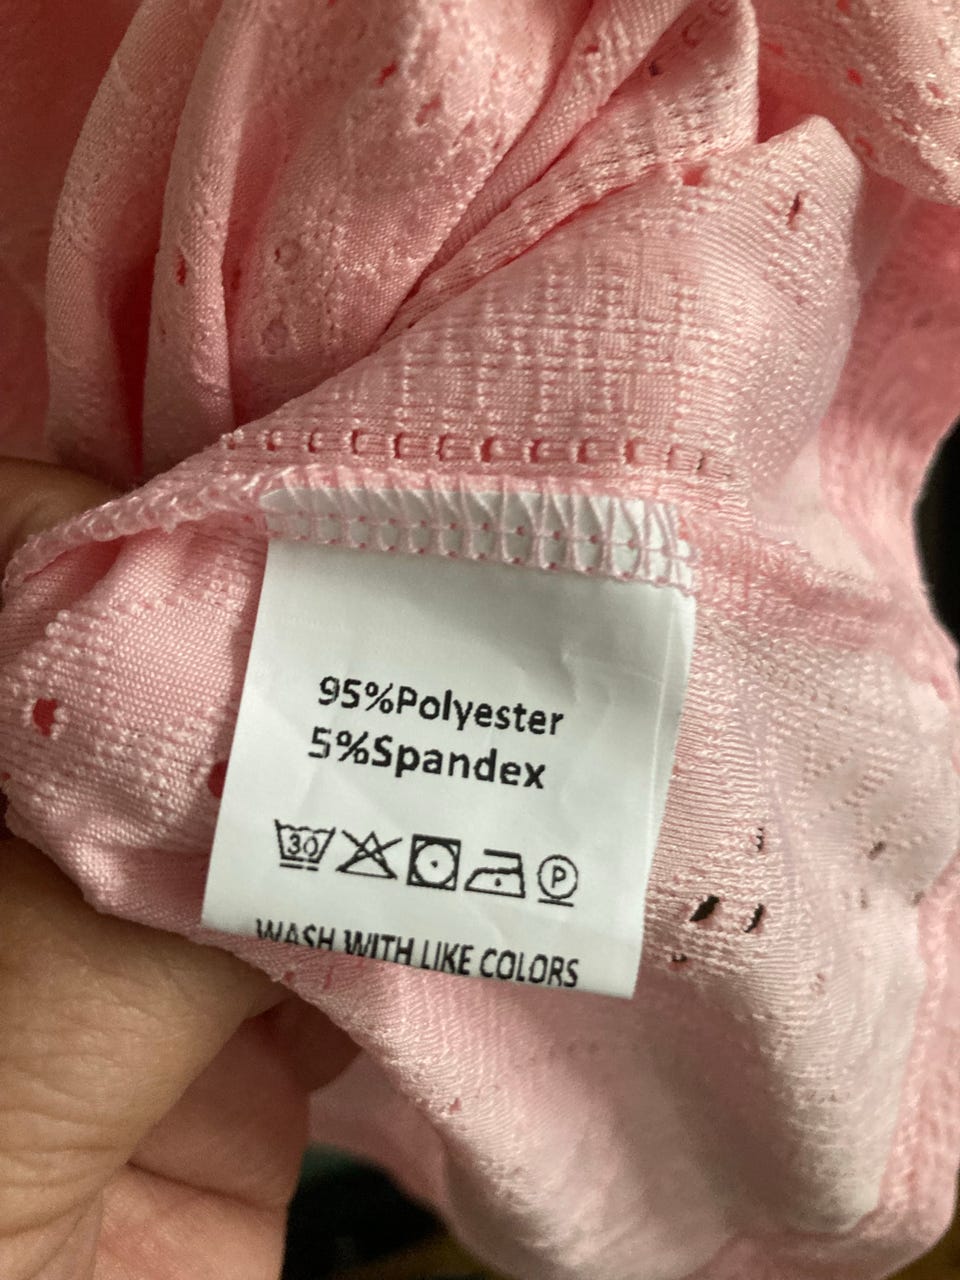 95%Polyester
5%Spandex
30 P
WASH WITH LIKE COLORS